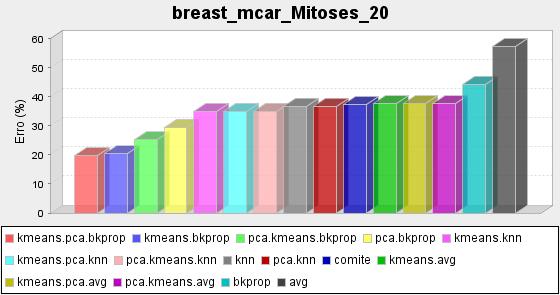 breast_mcar_Mitoses_20
60
50
40
30
20
10
0
Erro (%)
kmeans.pca.bkprop kmeans.bkprop pca.kmeans.bkprop pca.bkprop kmeans.knn
kmeans.pca.knn pca.kmeans.knn knn pca.knn comite kmeans.avg
kmeans.pca.avg pca.kmeans.avg bkprop avg